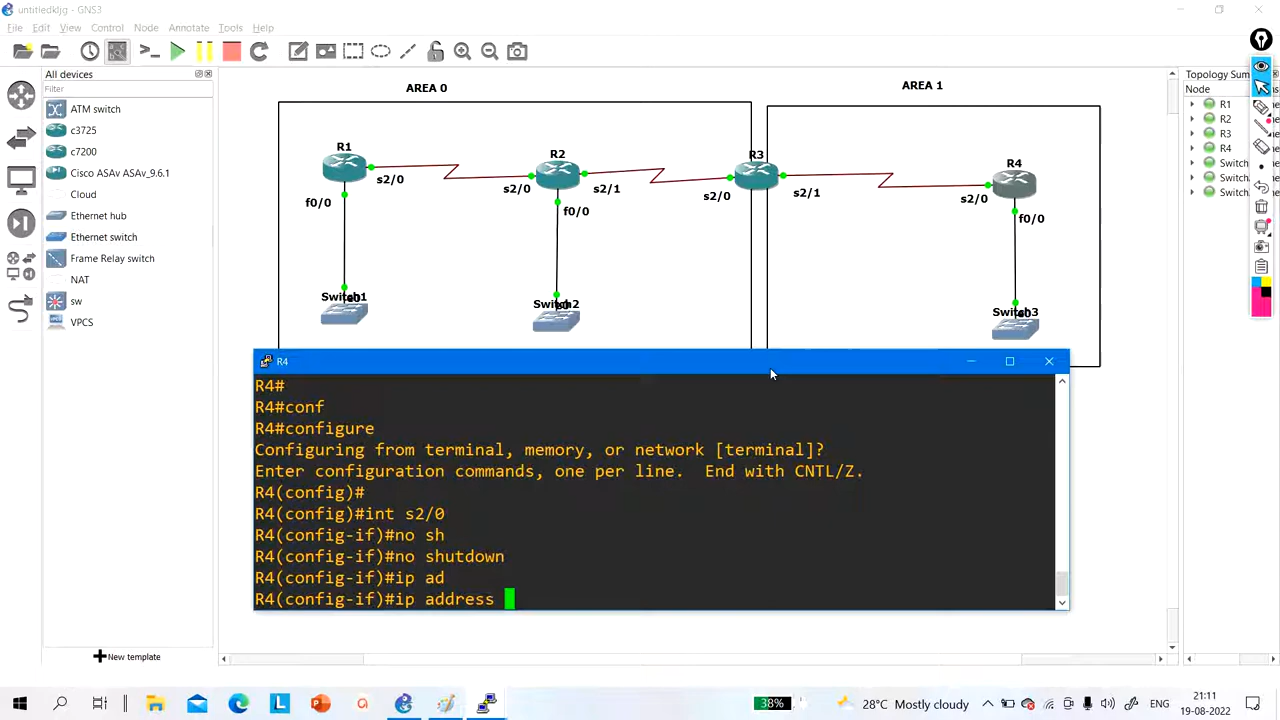 untitledkljg - GNS3
File Edit View Control Node Annotate Tools Help
All devices
Filter
ATM switch
c3725
c7200
Cisco ASAv ASAv_9.6.1
Cloud
Ethernet hub
Ethernet switch
Frame Relay switch
NAT
sw
VPCS
New template
AREA 0
AREA 1
R1
R2
R3
R4
s2/0
s2/0
s2/1
s2/0
s2/1
s2/0
f0/0
f0/0
f0/0
Switch1
Switch2
Switch3
Topology Sum
Node
R1
R2
R3
R4
Switch
Switch
Switch
R4
R4#
R4#conf
R4#configure
Configuring from terminal, memory, or network [terminal]?
Enter configuration commands, one per line.  End with CNTL/Z.
R4(config)#
R4(config)#int s2/0
R4(config-if)#no sh
R4(config-if)#no shutdown
R4(config-if)#ip ad
R4(config-if)#ip address
38%
28°C Mostly cloudy
ENG
21:11
19-08-2022